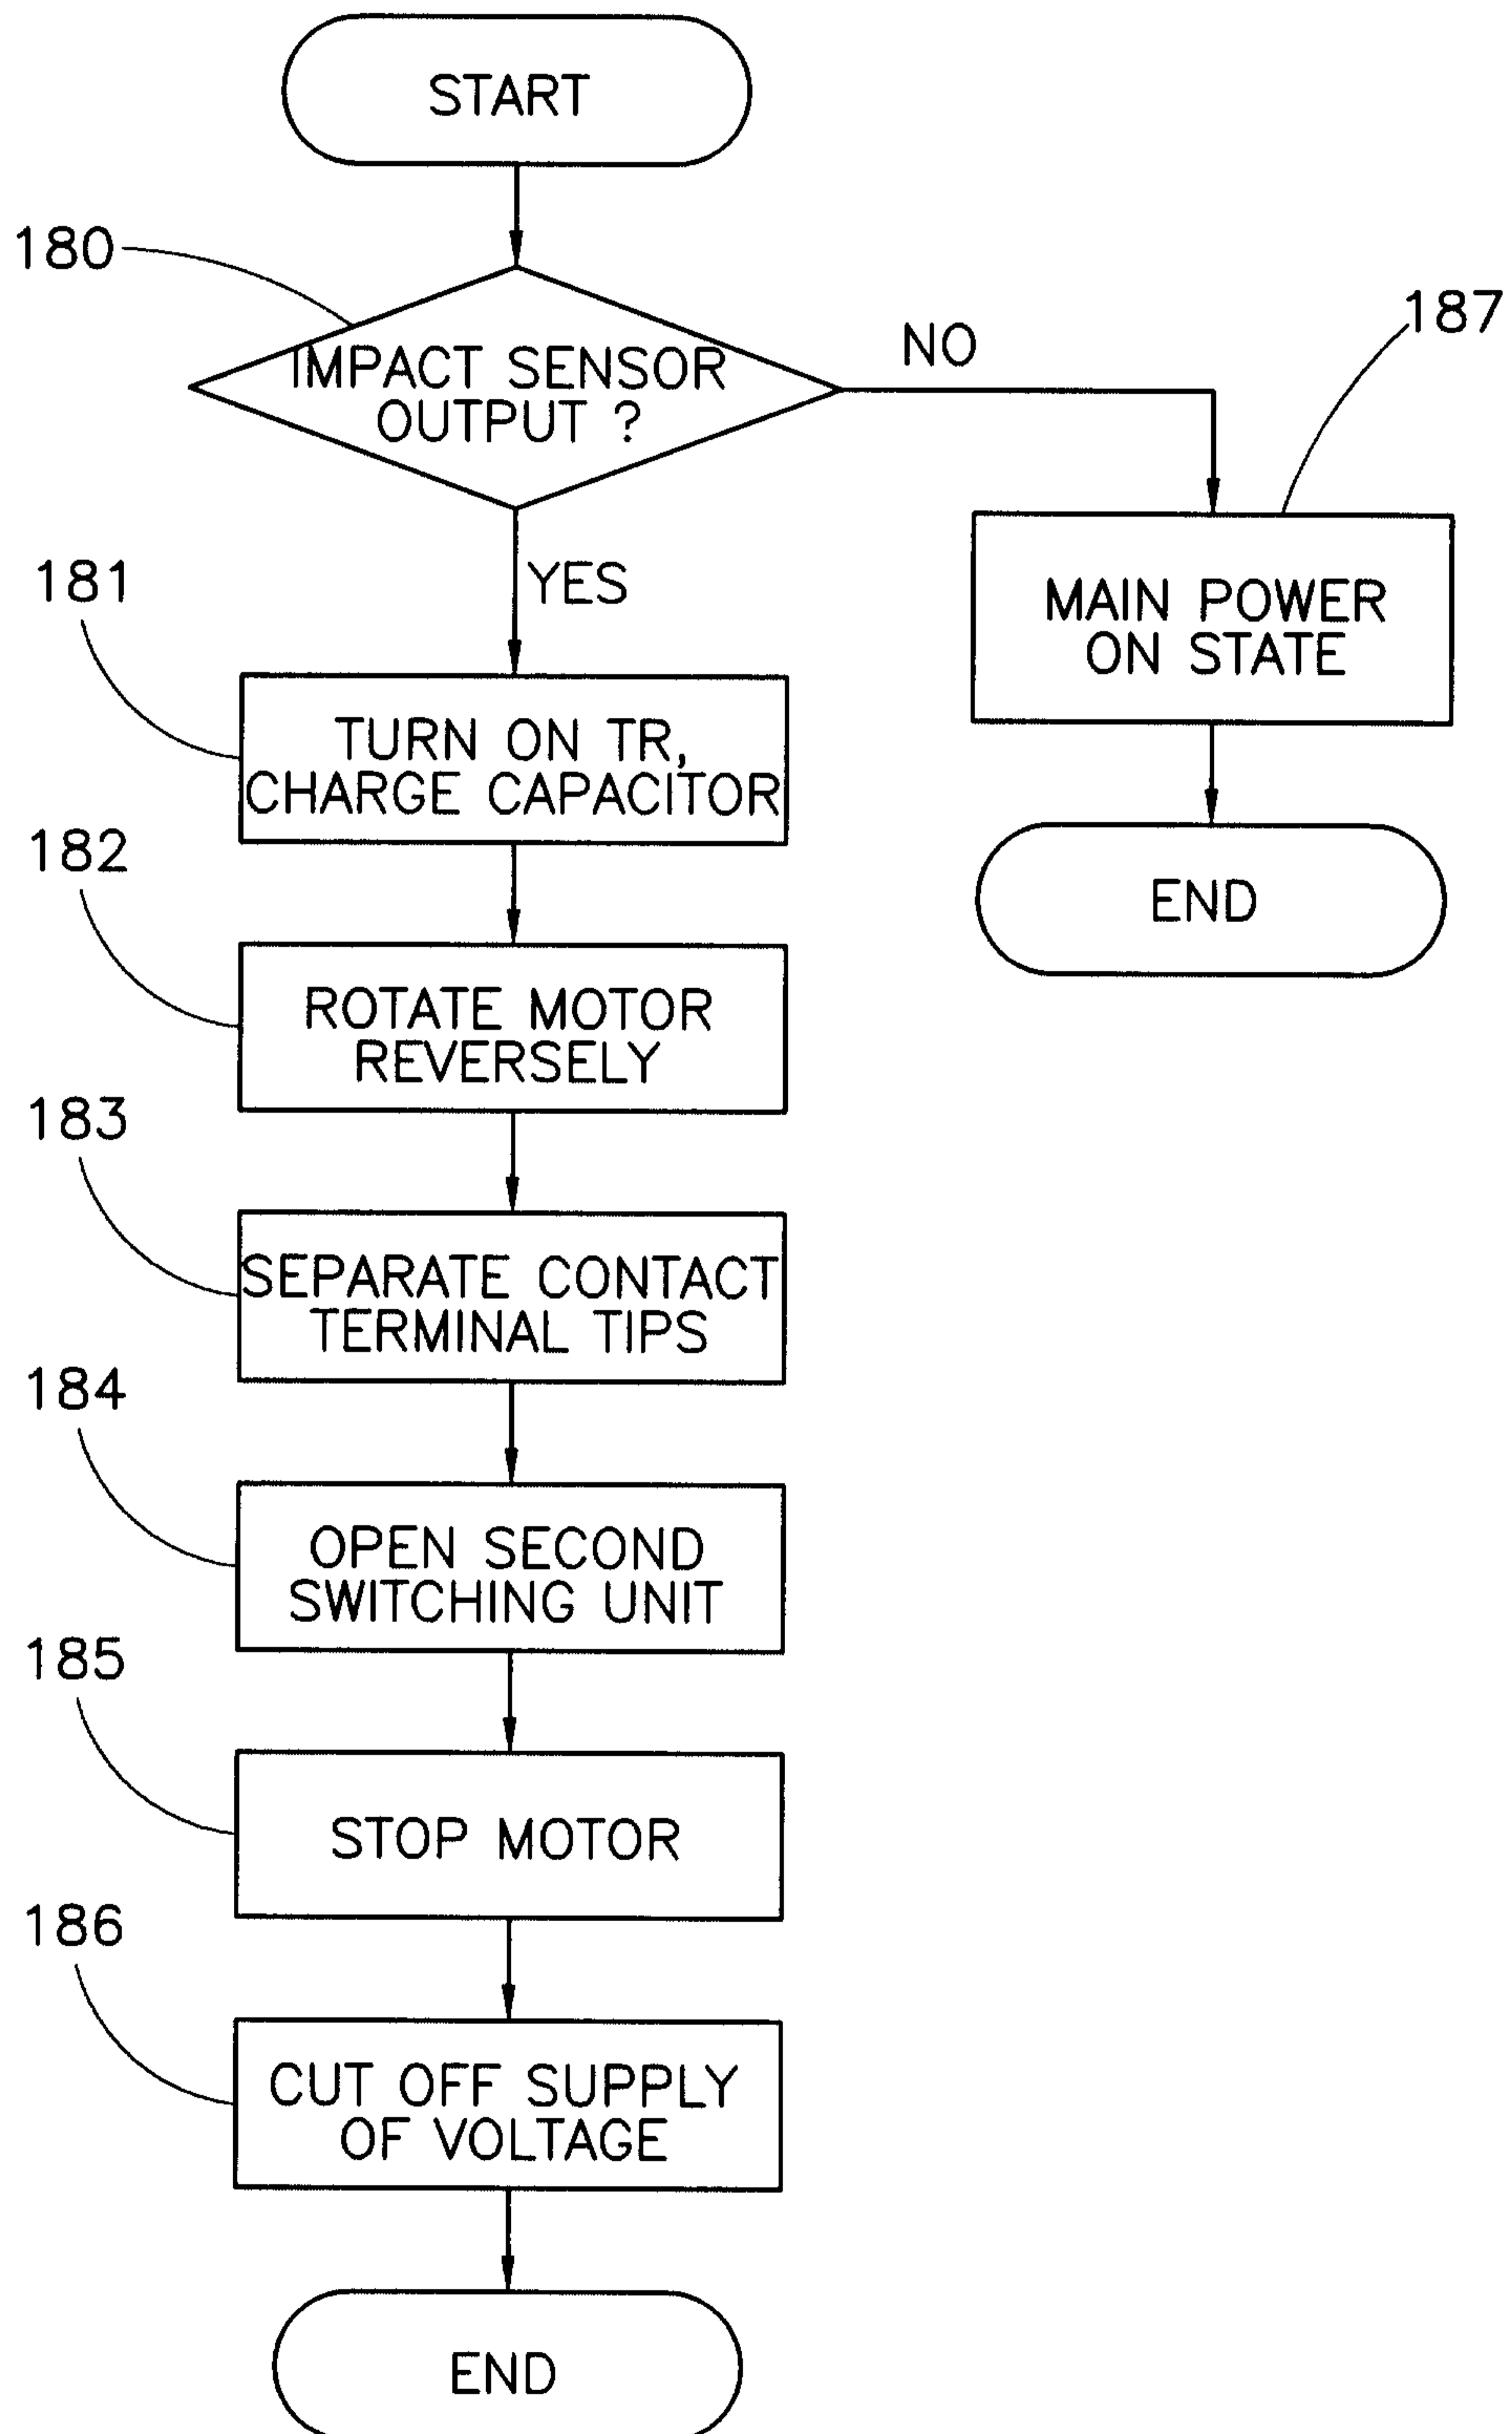 START
180
IMPACT SENSOR
OUTPUT ?
NO
187
YES
MAIN POWER
ON STATE
END
181
TURN ON TR,
CHARGE CAPACITOR
182
ROTATE MOTOR
REVERSELY
183
SEPARATE CONTACT
TERMINAL TIPS
184
OPEN SECOND
SWITCHING UNIT
185
STOP MOTOR
186
CUT OFF SUPPLY
OF VOLTAGE
END